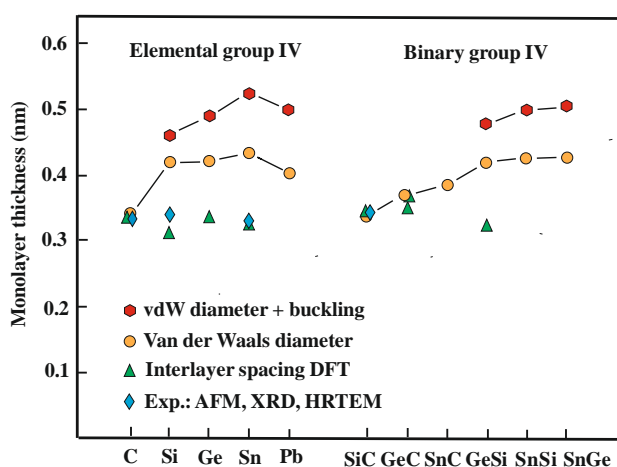 0.6
Elemental group IV
Binary group IV
0.5
0.4
0.3
0.2
0.1
Monolayer thickness (nm)
vdW diameter + buckling
Van der Waals diameter
Interlayer spacing DFT
Exp.: AFM, XRD, HRTEM
C Si Ge Sn Pb SiC GeC SnC GeSi SnSi SnGe